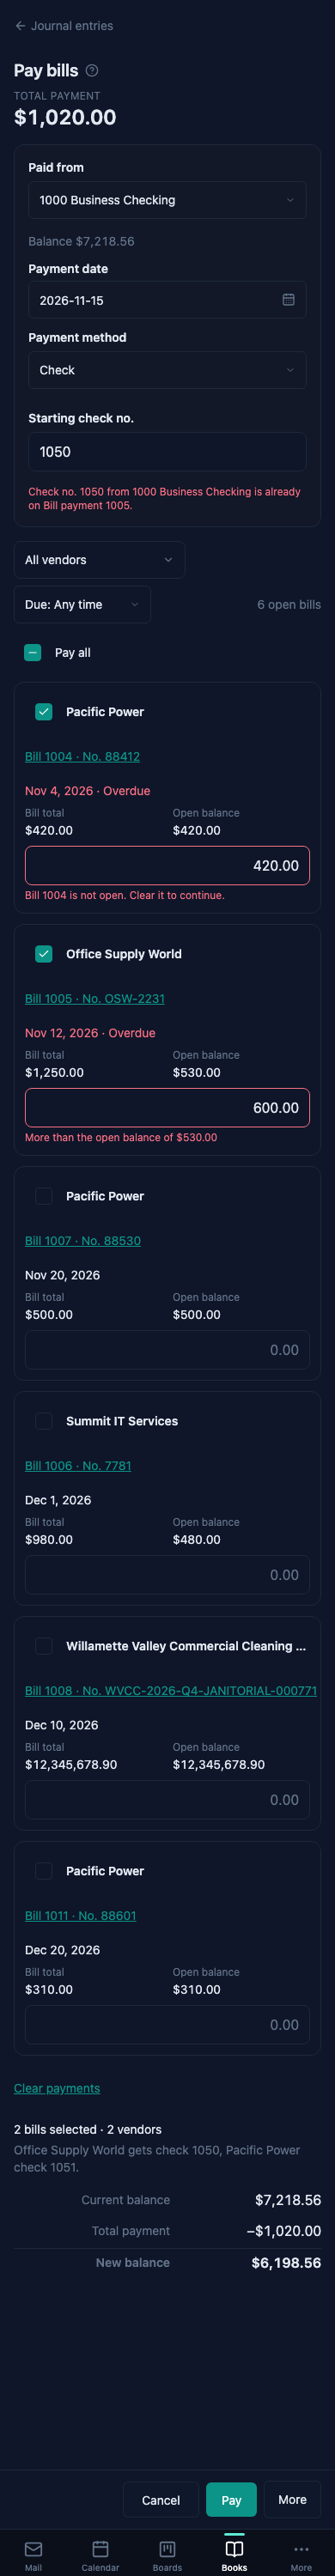 Journal entries
Pay bills
TOTAL PAYMENT
$1,020.00
Paid from
1000 Business Checking
Balance $7,218.56
Payment date
2026-11-15
Payment method
Check
Starting check no.
1050
Check no. 1050 from 1000 Business Checking is already
on Bill payment 1005.
All vendors
Due: Any time
6 open bills
Pay all
Pacific Power
Bill 1004 · No. 88412
Nov 4, 2026 · Overdue
Bill total Open balance
$420.00 $420.00
420.00
Bill 1004 is not open. Clear it to continue.
Office Supply World
Bill 1005 · No. OSW-2231
Nov 12, 2026 · Overdue
Bill total Open balance
$1,250.00 $530.00
600.00
More than the open balance of $530.00
Pacific Power
Bill 1007 · No. 88530
Nov 20, 2026
Bill total Open balance
$500.00 $500.00
0.00
Summit IT Services
Bill 1006 · No. 7781
Dec 1, 2026
Bill total Open balance
$980.00 $480.00
0.00
Willamette Valley Commercial Cleaning ...
Bill 1008 · No. WVCC-2026-Q4-JANITORIAL-000771
Dec 10, 2026
Bill total Open balance
$12,345,678.90 $12,345,678.90
0.00
Pacific Power
Bill 1011 · No. 88601
Dec 20, 2026
Bill total Open balance
$310.00 $310.00
0.00
Clear payments
2 bills selected · 2 vendors
Office Supply World gets check 1050, Pacific Power
check 1051.
Current balance $7,218.56
Total payment −$1,020.00
New balance $6,198.56
Cancel Pay More
Mail Calendar Boards Books More